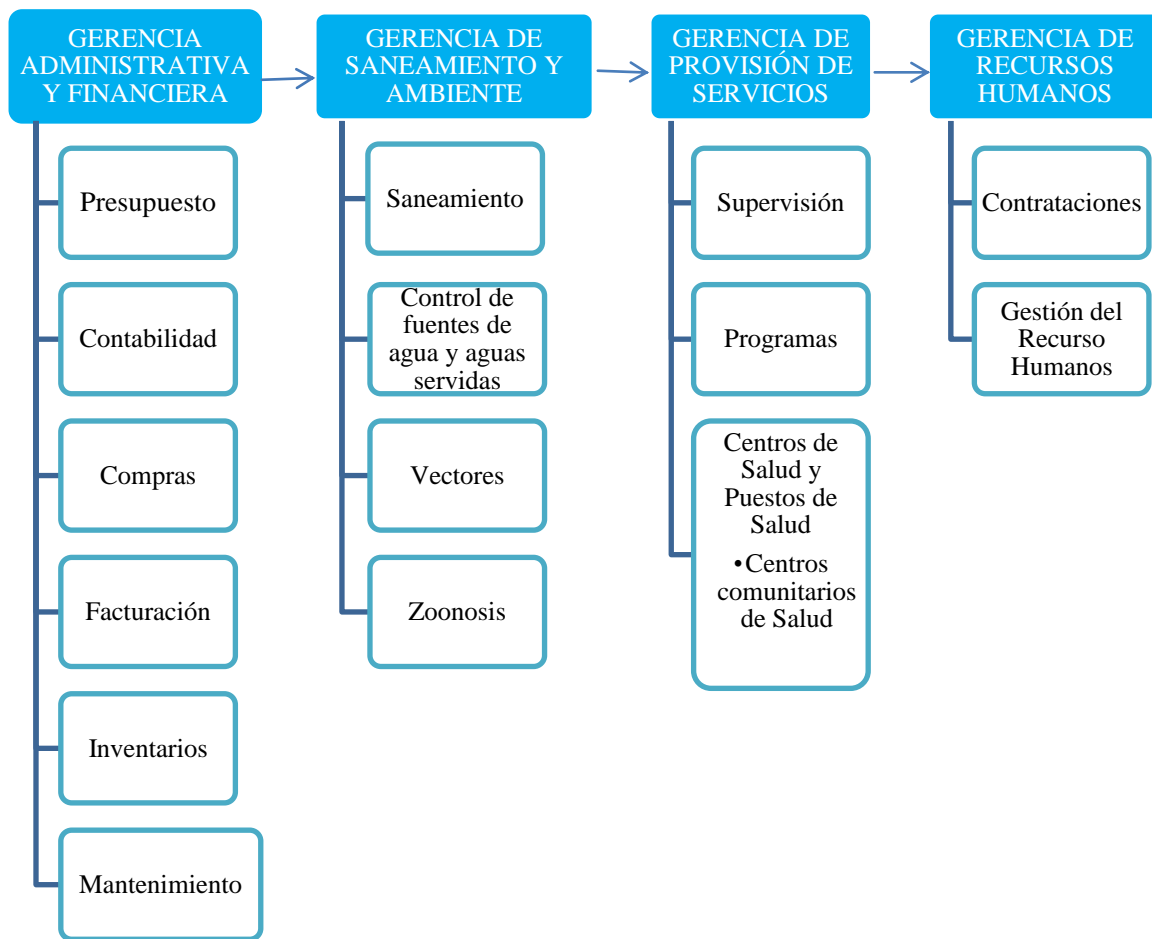 GERENCIA
ADMINISTRATIVA
Y FINANCIERA
Presupuesto
Contabilidad
Compras
Facturación
Inventarios
Mantenimiento
GERENCIA DE
SANEAMIENTO Y
AMBIENTE
Saneamiento
Control de
fuentes de
agua y aguas
servidas
Vectores
Zoonosis
GERENCIA DE
PROVISIÓN DE
SERVICIOS
Supervisión
Programas
Centros de
Salud y
Puestos de
Salud
•Centros
comunitarios
de Salud
GERENCIA DE
RECURSOS
HUMANOS
Contrataciones
Gestión del
Recurso
Humanos